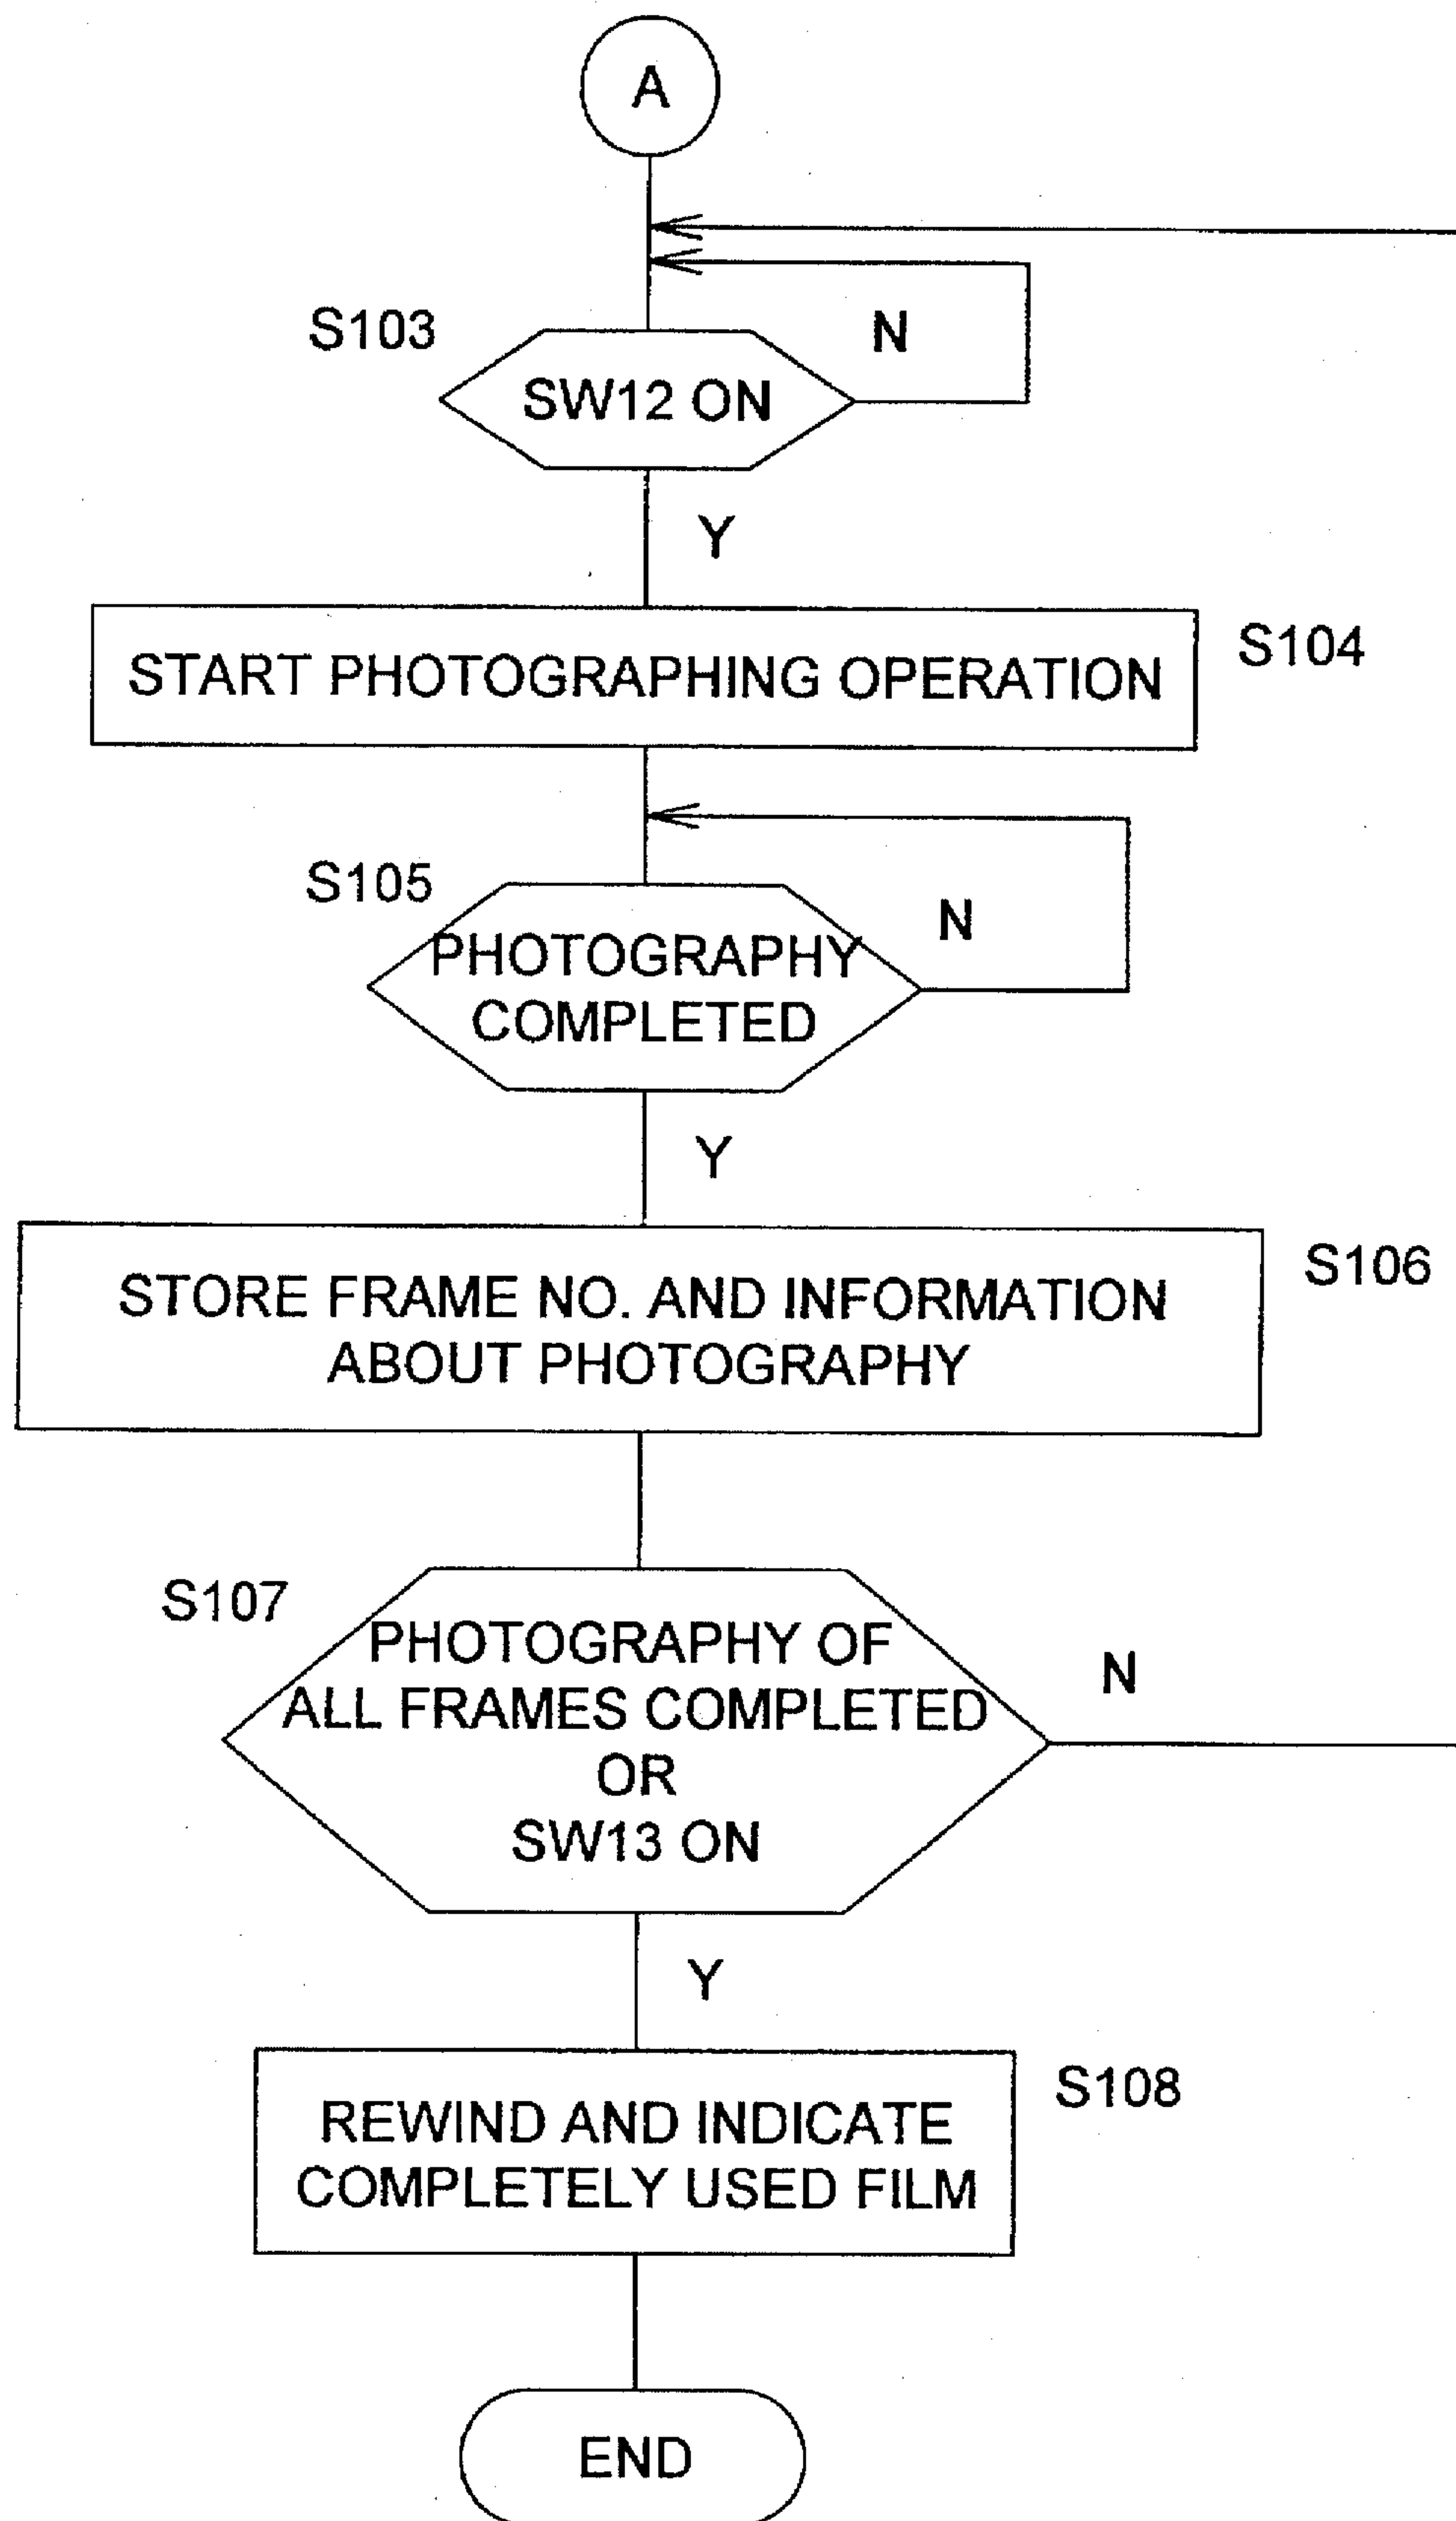 A
S103
N
SW12 ON
Y
START PHOTOGRAPHING OPERATION
S104
S105
N
PHOTOGRAPHY
COMPLETED
Y
STORE FRAME NO. AND INFORMATION
ABOUT PHOTOGRAPHY
S106
S107
PHOTOGRAPHY OF
ALL FRAMES COMPLETED
OR
SW13 ON
N
Y
REWIND AND INDICATE
COMPLETELY USED FILM
S108
END